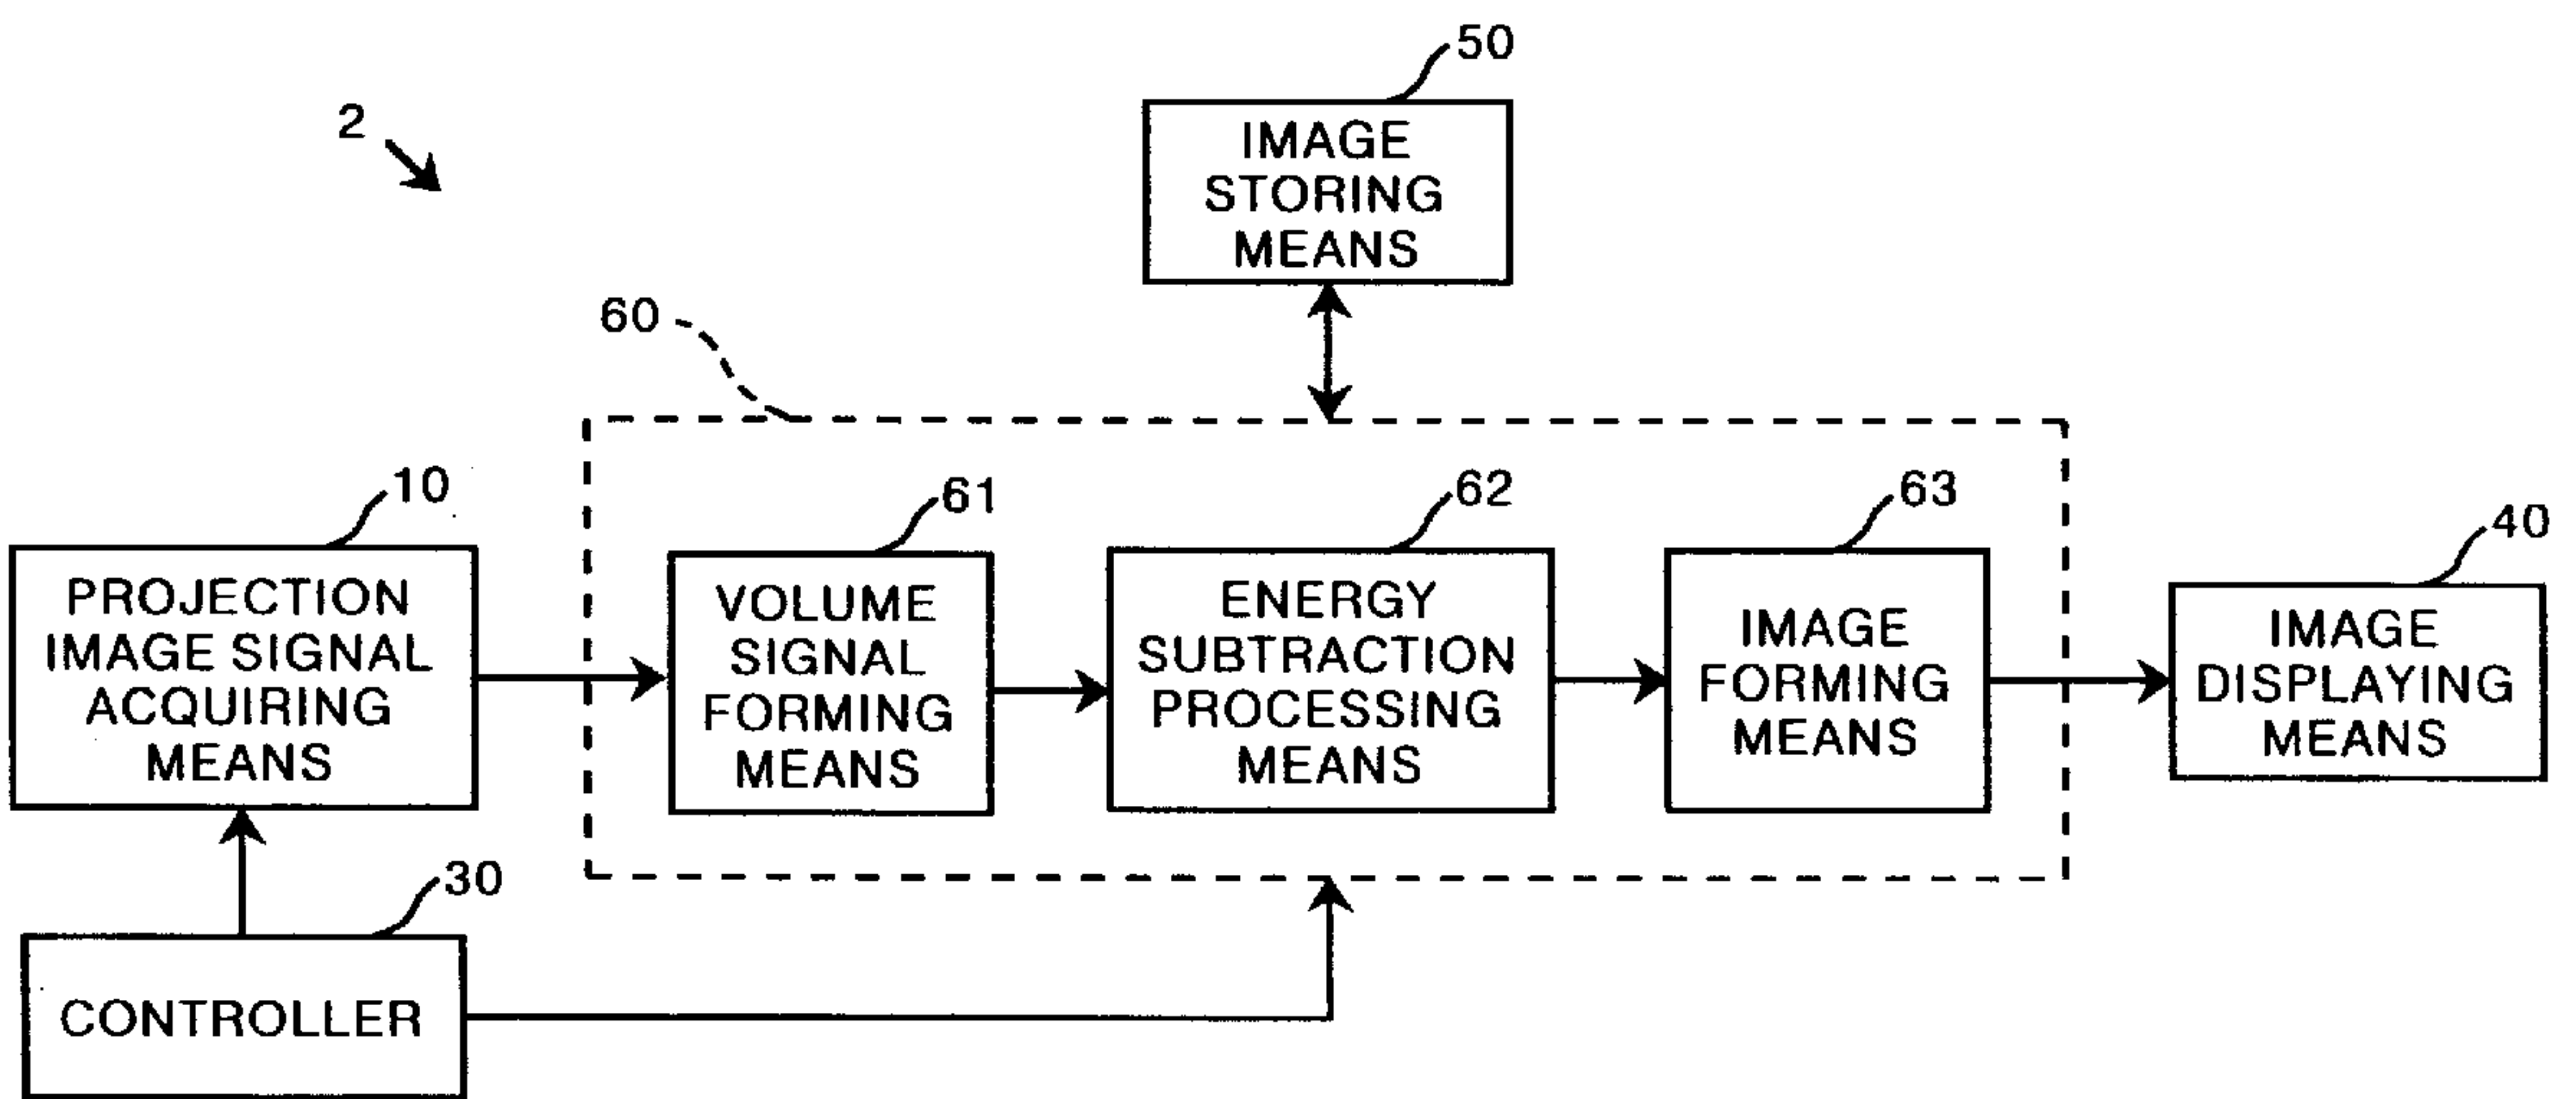 50
2
IMAGE
STORING
MEANS
60
10
61
62
63
40
PROJECTION
IMAGE SIGNAL
ACQUIRING
MEANS
VOLUME
SIGNAL
FORMING
MEANS
ENERGY
SUBTRACTION
PROCESSING
MEANS
IMAGE
FORMING
MEANS
IMAGE
DISPLAYING
MEANS
30
CONTROLLER